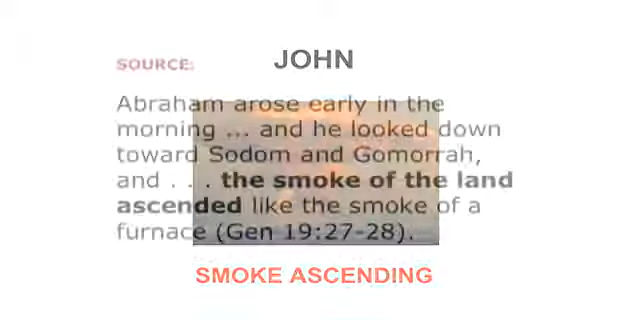 JOHN
SOURCE:
Abraham arose early in the
morning ... and he looked down
toward Sodom and Gomorrah,
and . . . the smoke of the land
ascended like the smoke of a
furnace (Gen 19:27-28).
SMOKE ASCENDING